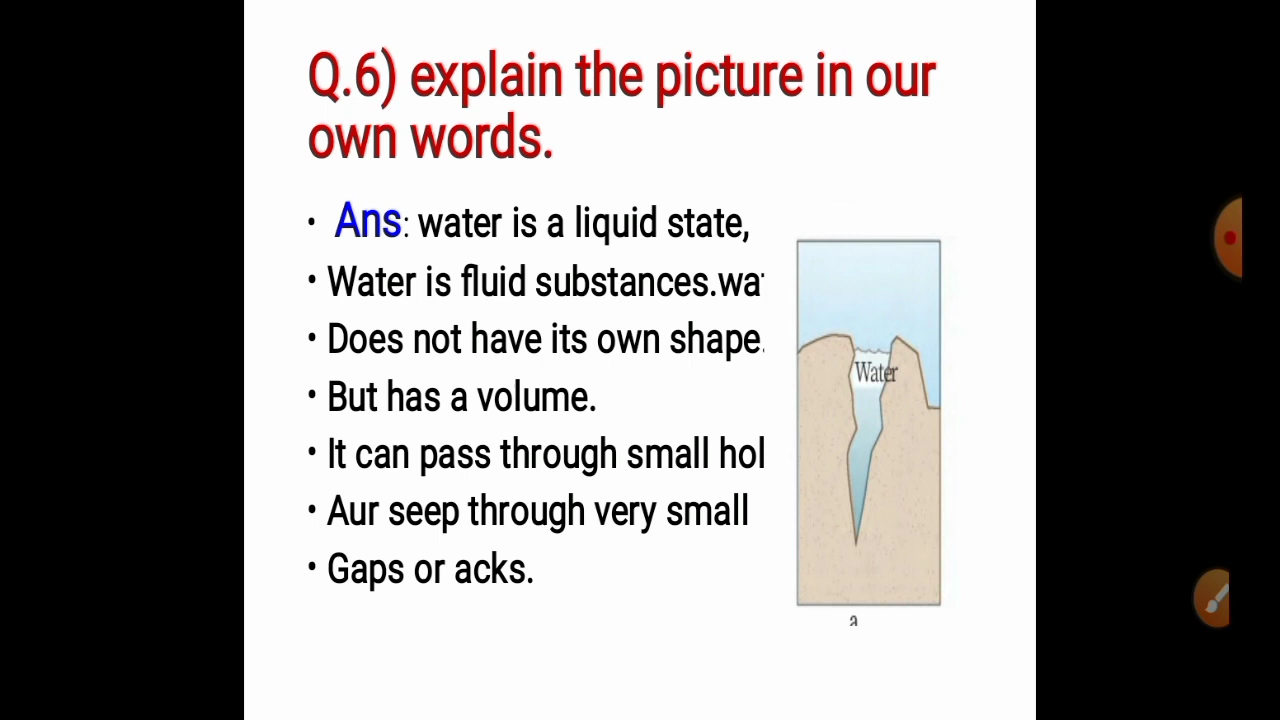 Q.6) explain the picture in our
own words.
• Ans: water is a liquid state,
• Water is fluid substances.wat
• Does not have its own shape.
• But has a volume.
• It can pass through small hol
• Aur seep through very small
• Gaps or acks.
Water
a